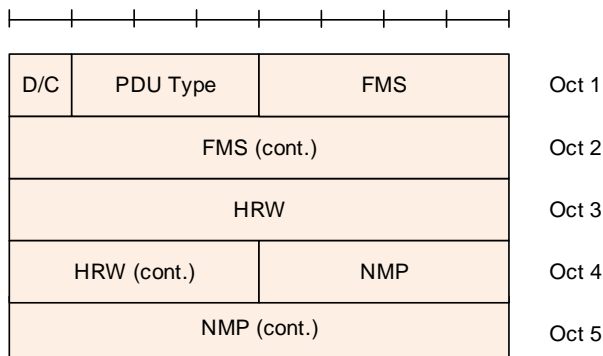 D/C PDU Type FMS Oct 1
FMS (cont.) Oct 2
HRW Oct 3
HRW (cont.) NMP Oct 4
NMP (cont.) Oct 5